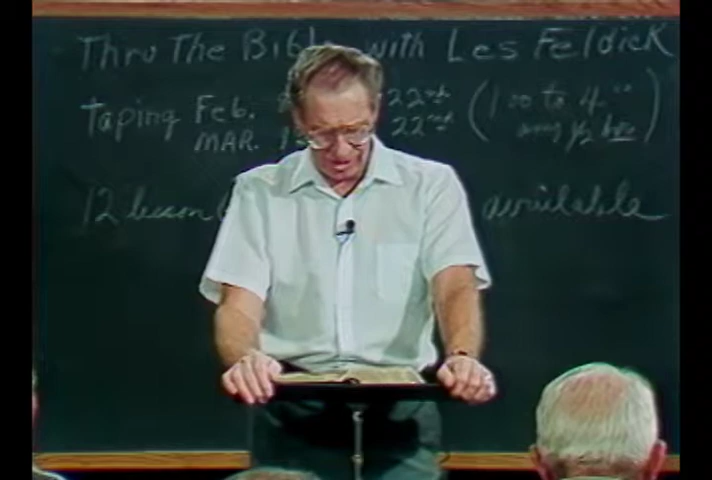 Thru The Bible with Les Feldick
taping Feb. 22nd (1:00 to 4:00
MAR. 22nd
12 lesson available